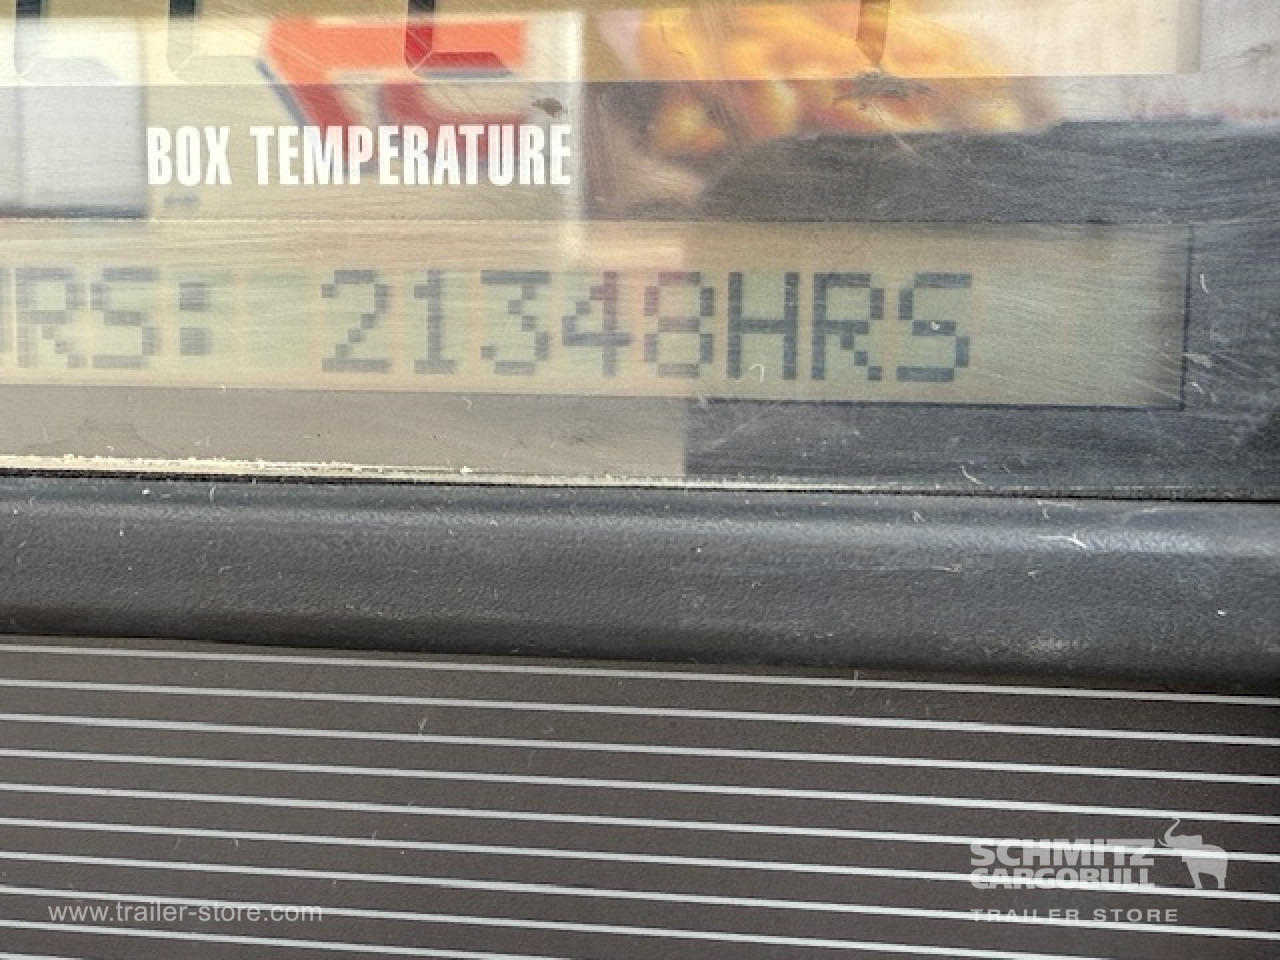 BOX TEMPERATURE
RS: 21348HRS
SCHMITZ
CARGOBULL
www.trailer-store.com
TRAILER STORE